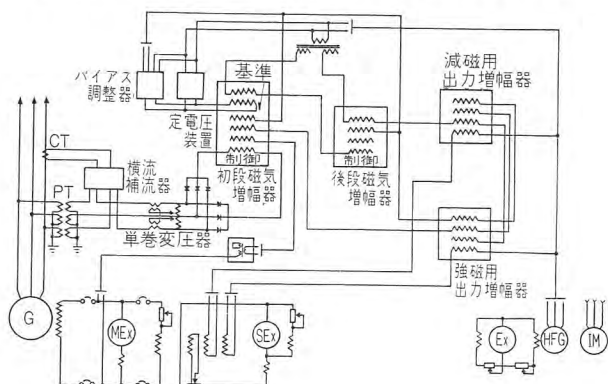 バイアス
調整器
基準
定電圧
装置
制御
初段磁気
増幅器
制御
後段磁気
増幅器
減磁用
出力増幅器
CT
横流
補流器
PT
単巻変圧器
強磁用
出力増幅器
G
MEx
SEx
Ex
HFG
IM